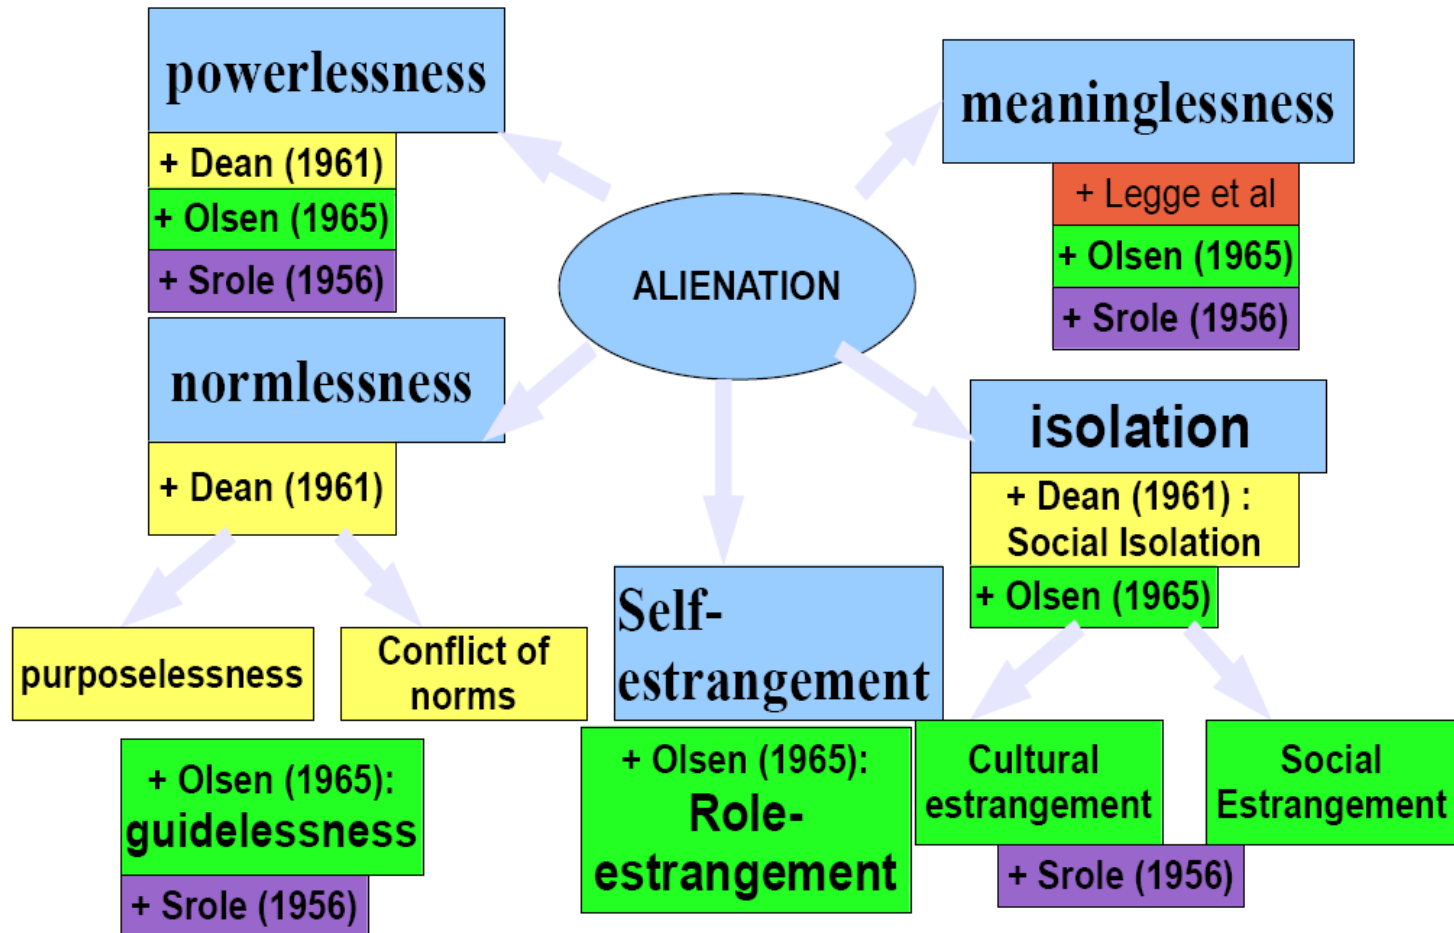 powerlessness
+ Dean (1961)
+ Olsen (1965)
+ Srole (1956)
normlessness
+ Dean (1961)
purposelessness
Conflict of
norms
+ Olsen (1965):
guidelessness
+ Srole (1956)
ALIENATION
Self-
estrangement
+ Olsen (1965):
Role-
estrangement
meaninglessness
+ Legge et al
+ Olsen (1965)
+ Srole (1956)
isolation
+ Dean (1961) :
Social Isolation
+ Olsen (1965)
Cultural
estrangement
Social
Estrangement
+ Srole (1956)